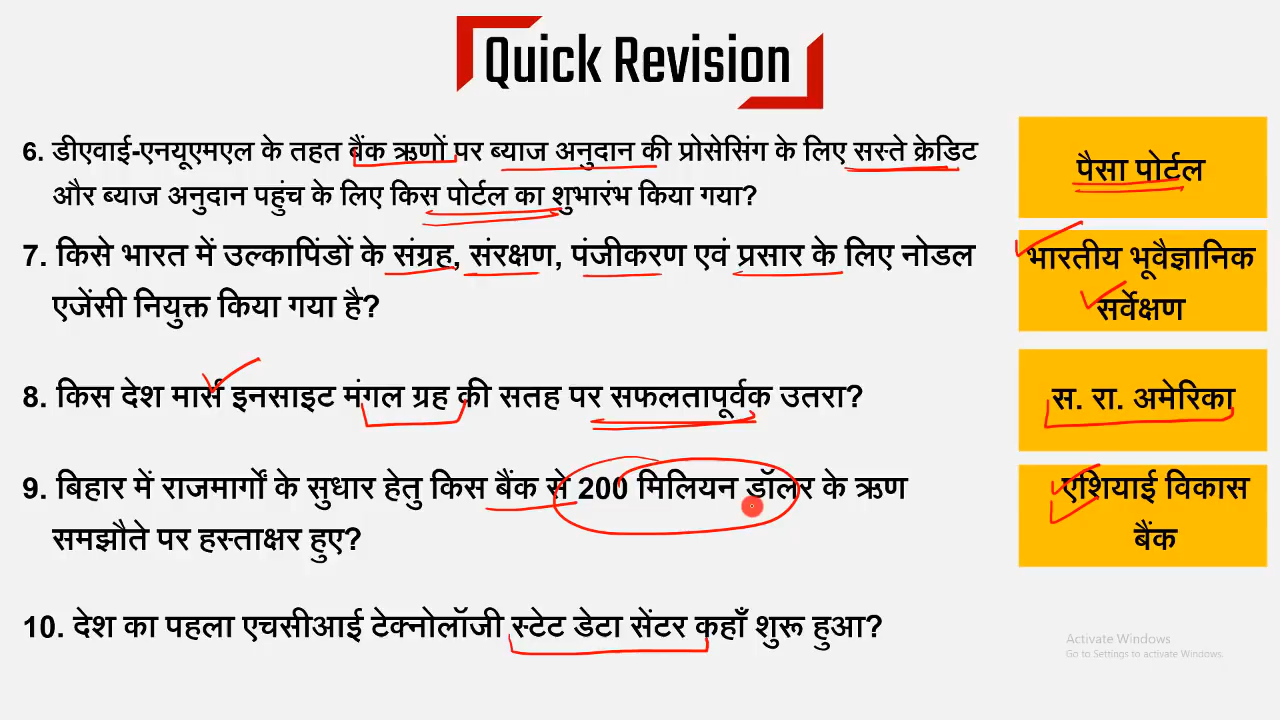 Quick Revision
6. डीएवाई-एनयूएमएल के तहत बैंक ऋणों पर ब्याज अनुदान की प्रोसेसिंग के लिए सस्ते क्रेडिट
और ब्याज अनुदान पहुंच के लिए किस पोर्टल का शुभारंभ किया गया?
पैसा पोर्टल
7. किसे भारत में उल्कापिंडों के संग्रह, संरक्षण, पंजीकरण एवं प्रसार के लिए नोडल
एजेंसी नियुक्त किया गया है?
भारतीय भूवैज्ञानिक
सर्वेक्षण
8. किस देश मार्स इनसाइट मंगल ग्रह की सतह पर सफलतापूर्वक उतरा?
स. रा. अमेरिका
9. बिहार में राजमार्गों के सुधार हेतु किस बैंक से 200 मिलियन डॉलर के ऋण
समझौते पर हस्ताक्षर हुए?
एशियाई विकास
बैंक
10. देश का पहला एचसीआई टेक्नोलॉजी स्टेट डेटा सेंटर कहाँ शुरू हुआ?
Activate Windows
Go to Settings to activate Windows.